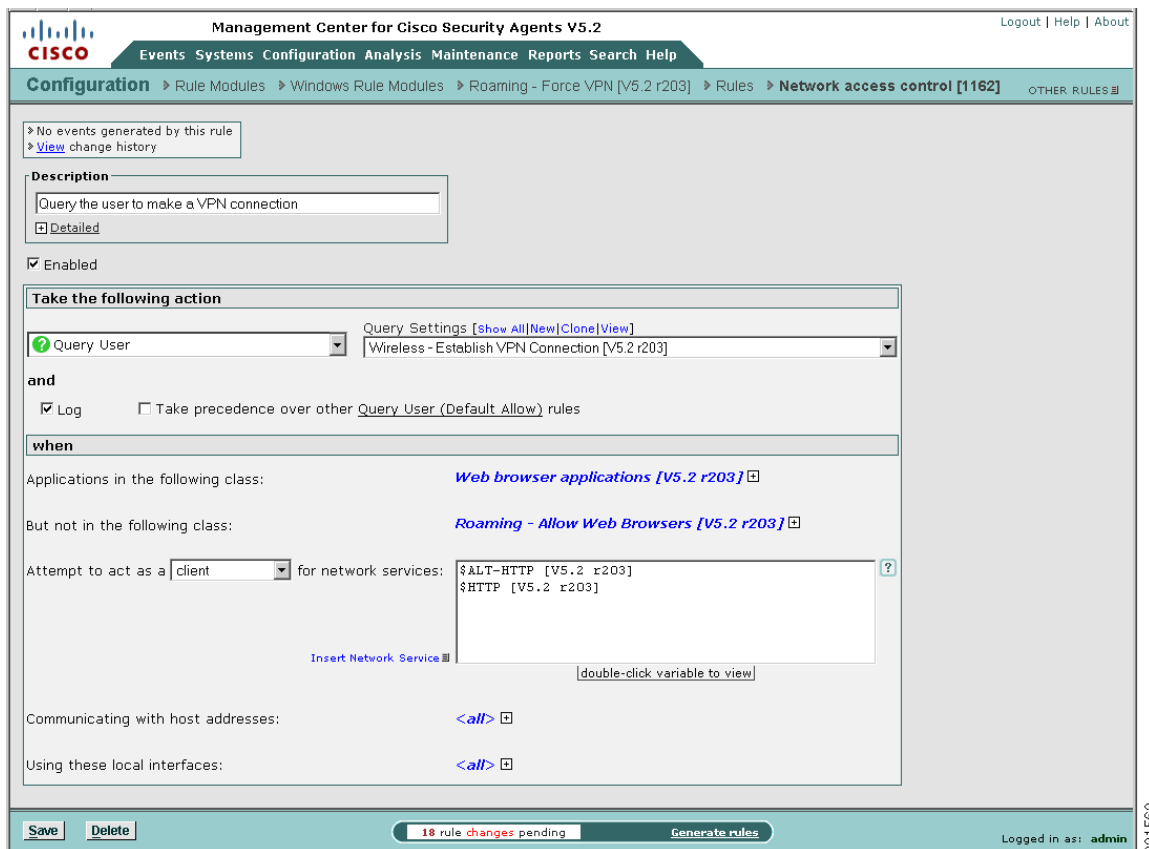 Logout | Help | About
Management Center for Cisco Security Agents V5.2
CISCO
Events Systems Configuration Analysis Maintenance Reports Search Help
Configuration > Rule Modules > Windows Rule Modules > Roaming - Force VPN [V5.2 r203] > Rules > Network access control [1162] OTHER RULES
> No events generated by this rule
> View change history
Description
Query the user to make a VPN connection
+ Detailed
Enabled
Take the following action
Query Settings [Show All|New|Clone|View]
? Query User
Wireless - Establish VPN Connection [V5.2 r203]
and
Log Take precedence over other Query User (Default Allow) rules
when
Applications in the following class: Web browser applications [V5.2 r203] +
But not in the following class: Roaming - Allow Web Browsers [V5.2 r203] +
Attempt to act as a client for network services:
$ALT-HTTP [V5.2 r203]
$HTTP [V5.2 r203]
?
Insert Network Service
double-click variable to view
Communicating with host addresses: <all> +
Using these local interfaces: <all> +
Save Delete 18 rule changes pending Generate rules
Logged in as: admin